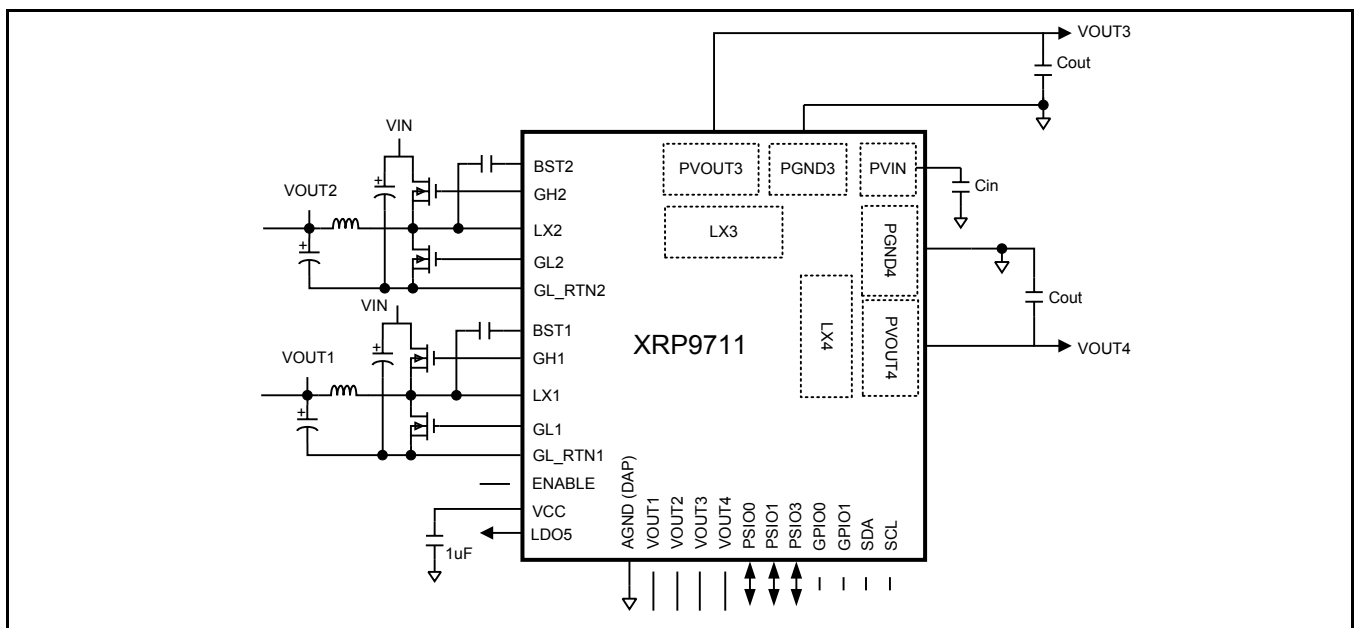 VOUT3
Cout
VIN
BST2
PVOUT3
PGND3
PVIN
GH2
Cin
VOUT2
+
+
LX2
LX3
PGND4
GL2
GL_RTN2
VIN
Cout
BST1
LX4
PVOUT4
XRP9711
VOUT4
GH1
VOUT1
+
+
LX1
GL1
GL_RTN1
ENABLE
VCC
LDO5
1uF
AGND (DAP)
VOUT1
VOUT2
VOUT3
VOUT4
PSIO0
PSIO1
PSIO3
GPIO0
GPIO1
SDA
SCL